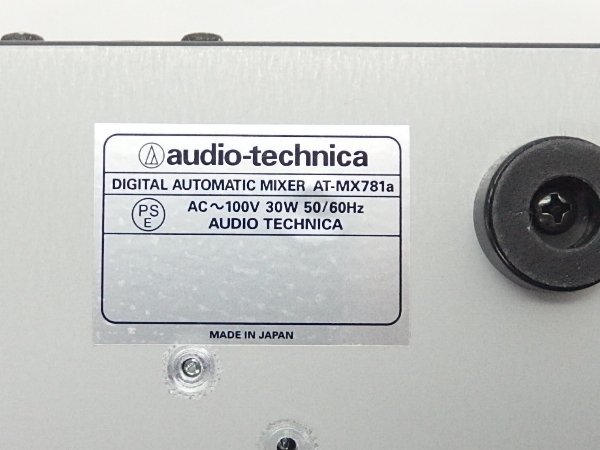 audio-technica
DIGITAL AUTOMATIC MIXER AT-MX781a
PS
E
AC～100V 30W 50/60Hz
AUDIO TECHNICA
MADE IN JAPAN